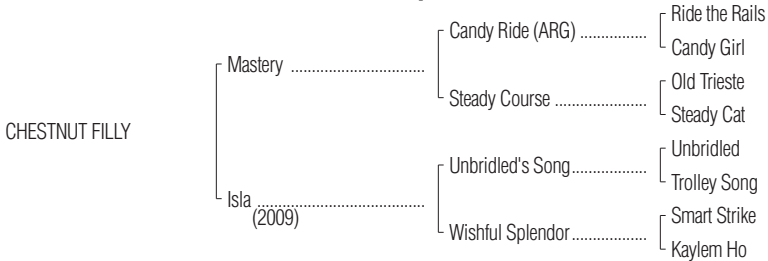 Ride the Rails
Candy Ride (ARG) ................
Candy Girl
Mastery ................................
Old Trieste
Steady Course ......................
Steady Cat
CHESTNUT FILLY
Unbridled
Unbridled's Song..................
Trolley Song
Isla ........................................
(2009)
Smart Strike
Wishful Splendor..................
Kaylem Ho